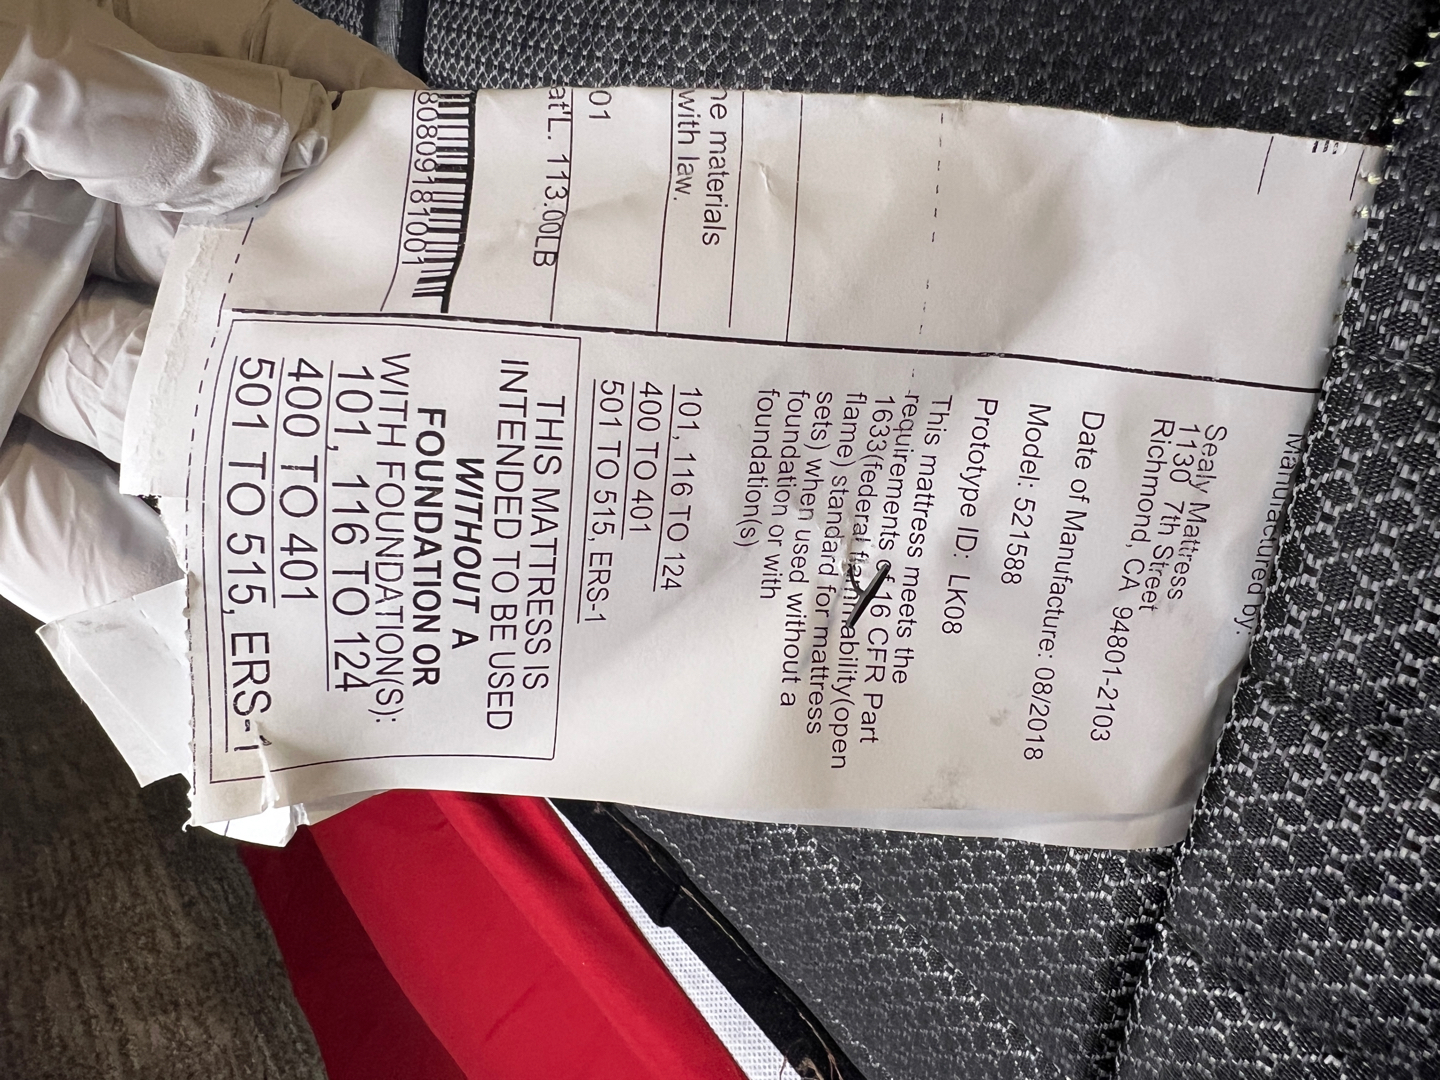 Manufactured by:
Sealy Mattress
1130 7th Street
Richmond, CA 94801-2103
Date of Manufacture: 08/2018
Model: 521588
Prototype ID: LK08
This mattress meets the
requirements of 16 CFR Part
1633(federal flammability(open
flame) standard for mattress
sets) when used without a
foundation or with
foundation(s)
101, 116 TO 124
400 TO 401
501 TO 515, ERS-1
THIS MATTRESS IS
INTENDED TO BE USED
WITHOUT A
FOUNDATION OR
WITH FOUNDATION(S):
101, 116 TO 124
400 TO 401
501 TO 515, ERS-1
ne materials
with law.
01
at'L. 113.00LB
80809181001